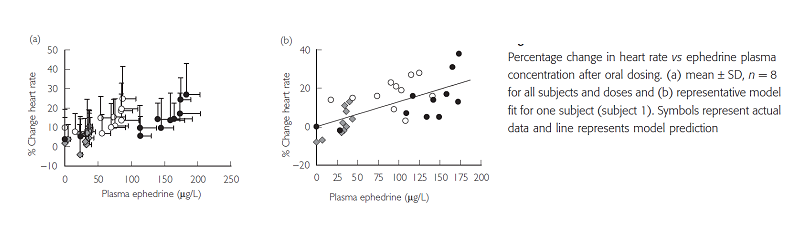 (a)
50
40
30
20
10
0
−10
% Change heart rate
0 50 100 150 200 250
Plasma ephedrine (µg/L)
(b)
40
20
0
−20
% Change heart rate
0 25 50 75 100 125 150 175 200
Plasma ephedrine (µg/L)
Percentage change in heart rate vs ephedrine plasma
concentration after oral dosing. (a) mean ± SD, n = 8
for all subjects and doses and (b) representative model
fit for one subject (subject 1). Symbols represent actual
data and line represents model prediction